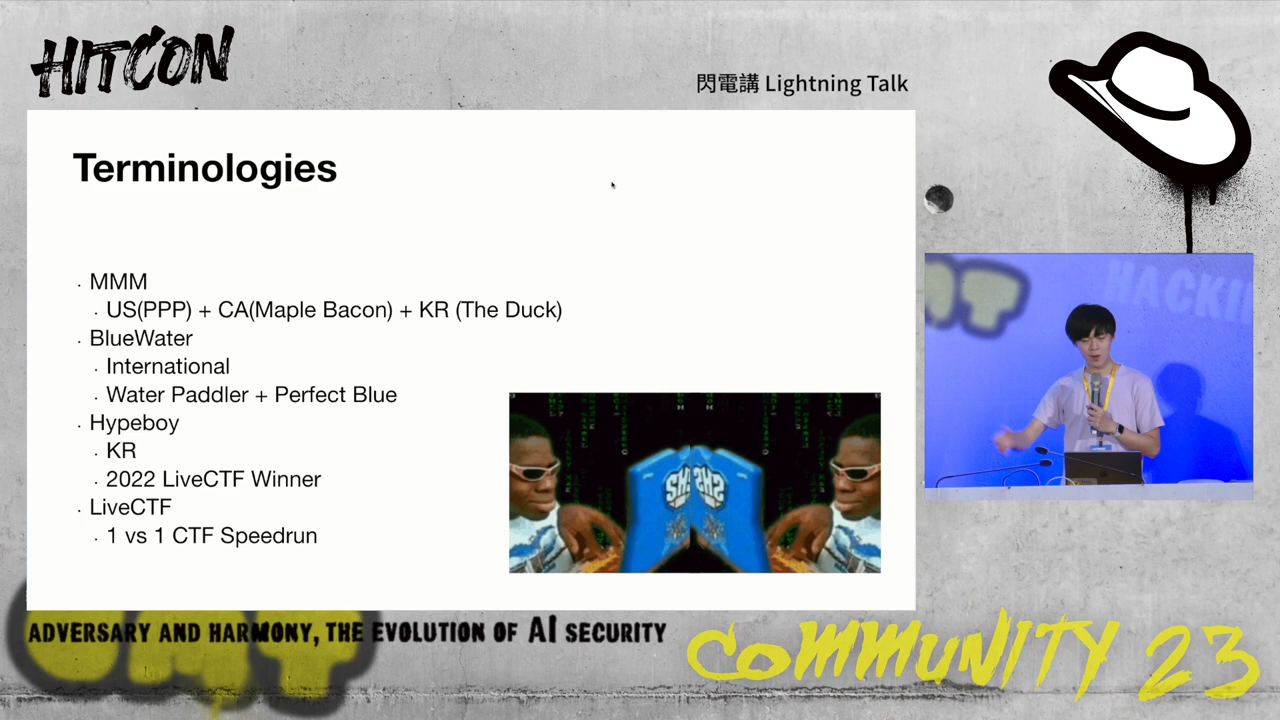 HITCON
閃電講 Lightning Talk
Terminologies
· MMM
· US(PPP) + CA(Maple Bacon) + KR (The Duck)
· BlueWater
· International
· Water Paddler + Perfect Blue
· Hypeboy
· KR
· 2022 LiveCTF Winner
· LiveCTF
· 1 vs 1 CTF Speedrun
ADVERSARY AND HARMONY, THE EVOLUTION OF AI SECURITY
COMMUNITY 23